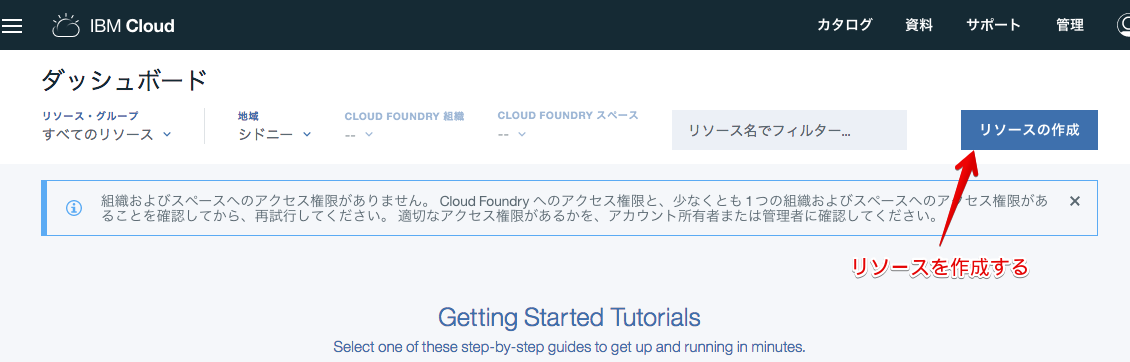 IBM Cloud
カタログ 資料 サポート 管理
ダッシュボード
リソース・グループ 地域 CLOUD FOUNDRY 組織 CLOUD FOUNDRY スペース
すべてのリソース シドニー -- -- リソース名でフィルター... リソースの作成
組織およびスペースへのアクセス権限がありません。 Cloud Foundry へのアクセス権限と、少なくとも 1 つの組織およびスペースへのアクセス権限があ
ることを確認してから、再試行してください。 適切なアクセス権限があるかを、アカウント所有者または管理者に確認してください。
リソースを作成する
Getting Started Tutorials
Select one of these step-by-step guides to get up and running in minutes.